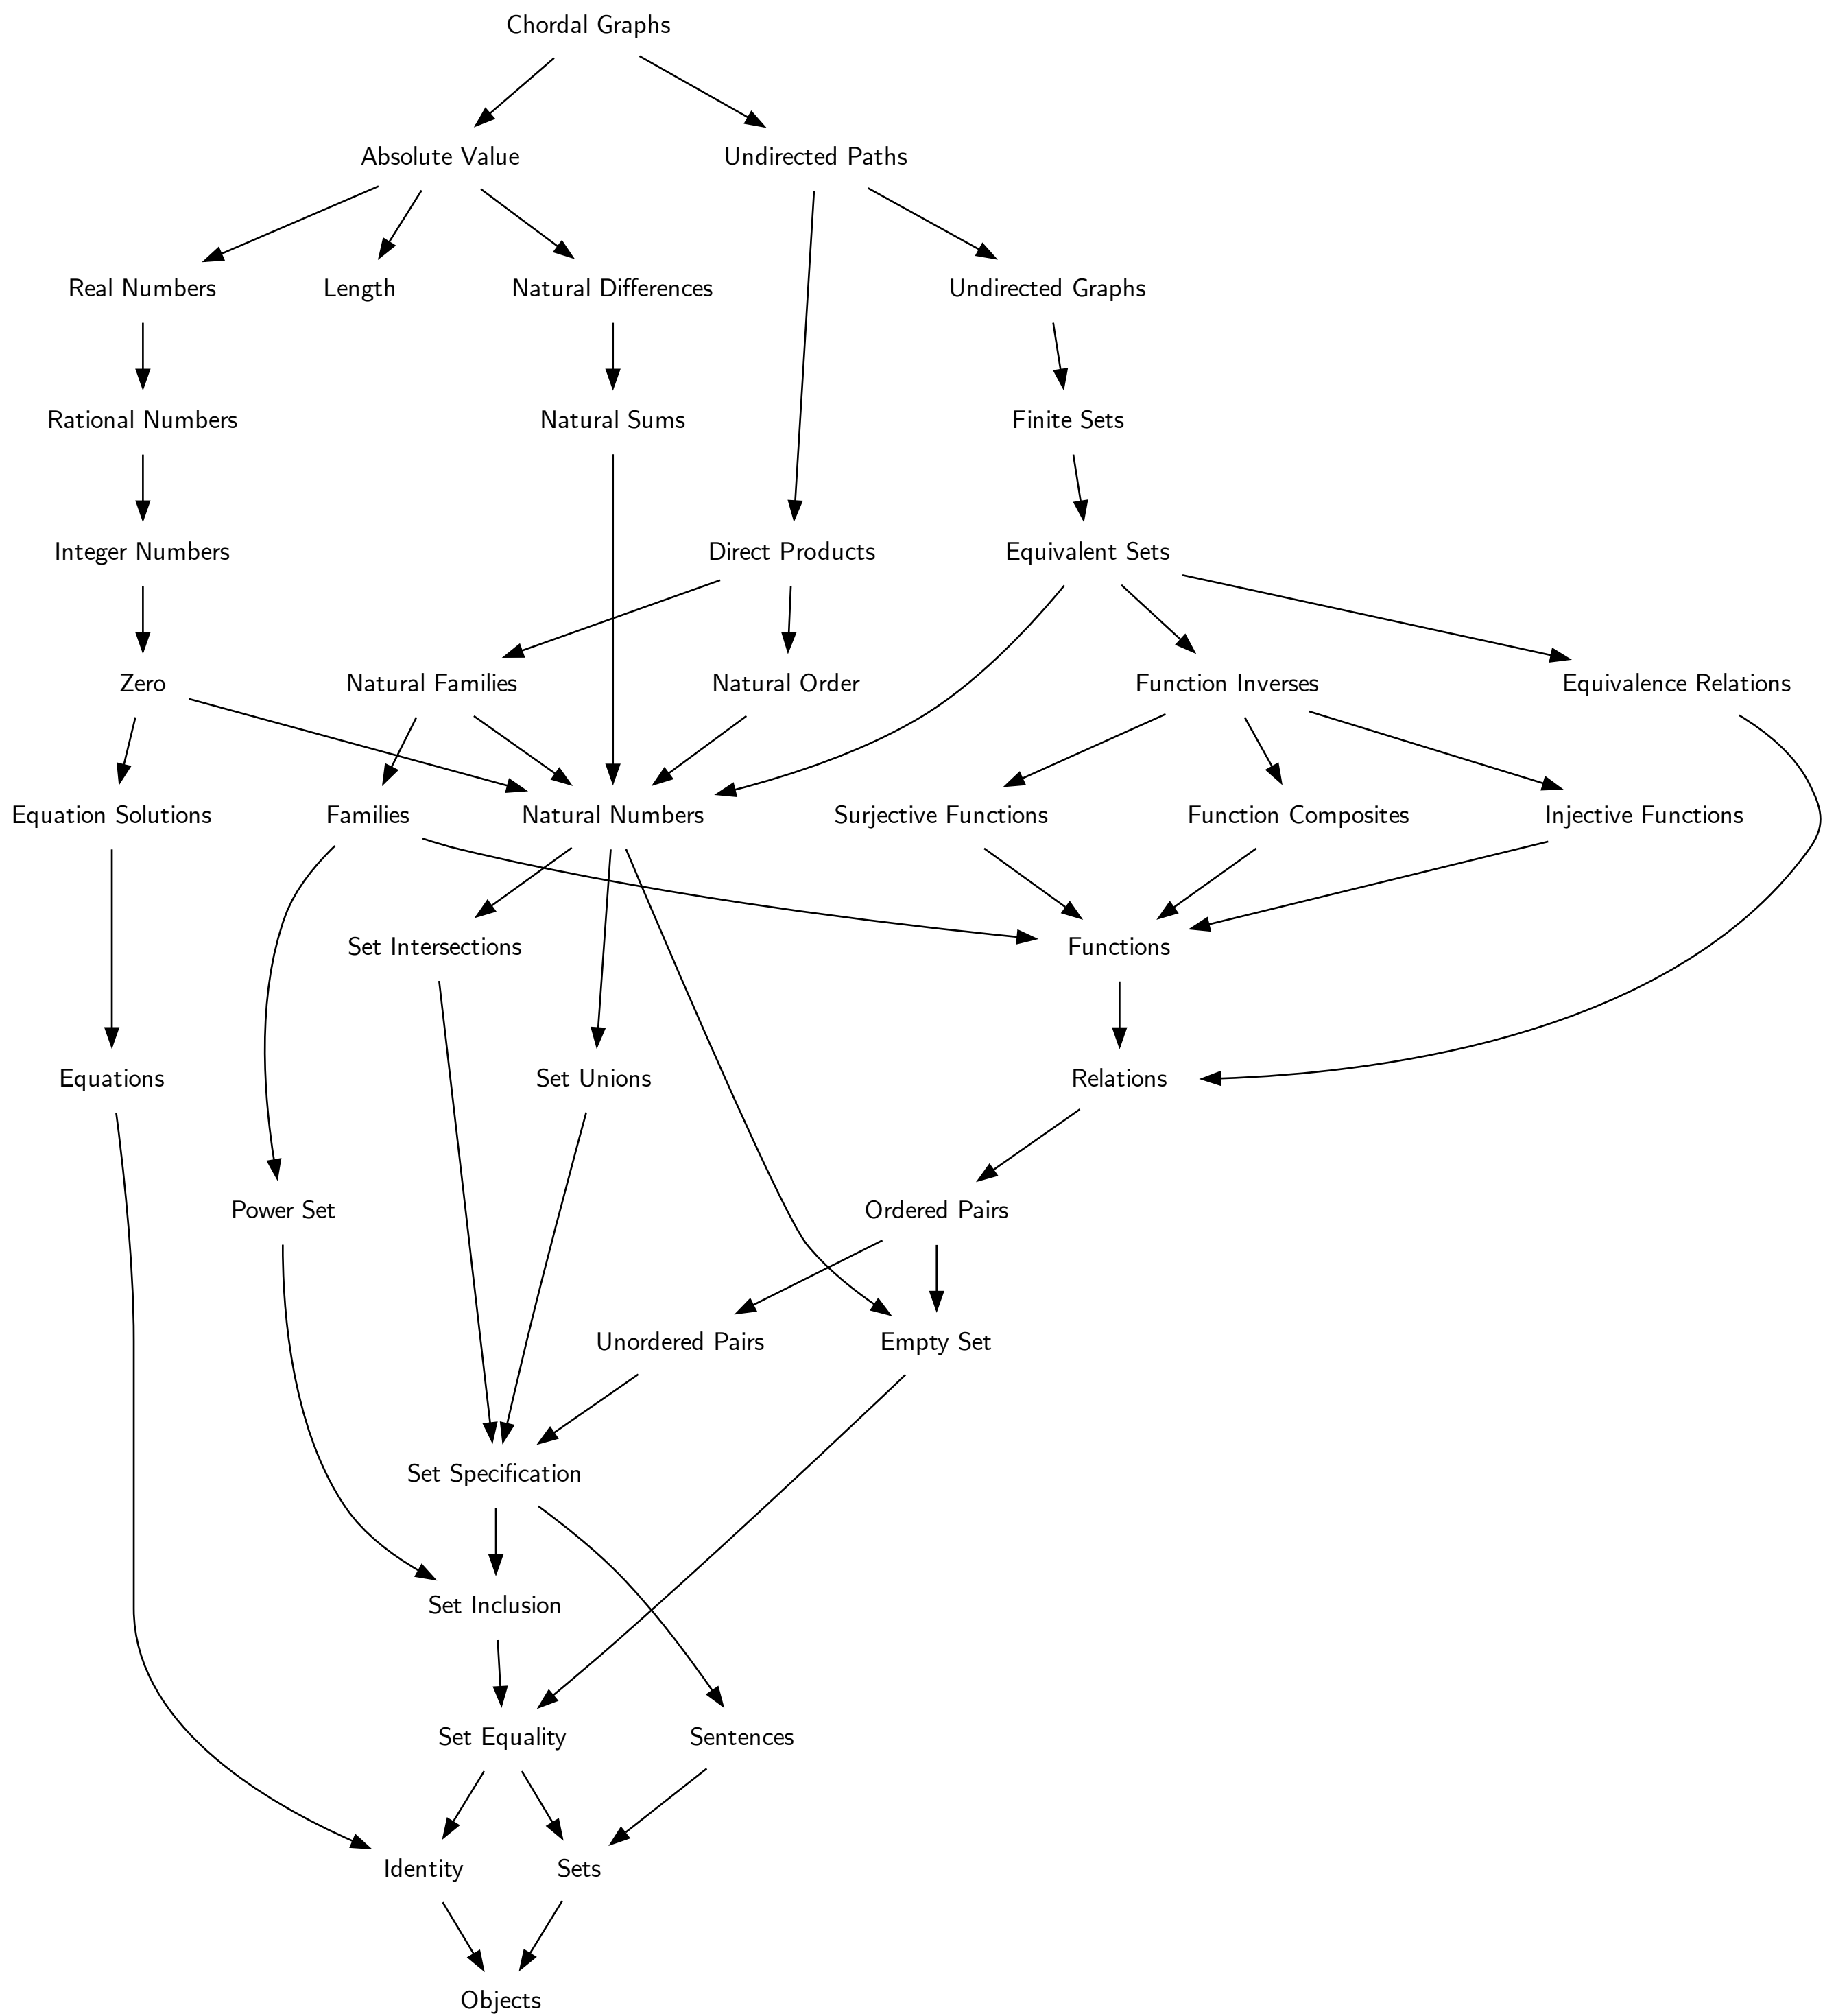 Chordal Graphs
Absolute Value
Undirected Paths
Real Numbers
Length
Natural Differences
Undirected Graphs
Rational Numbers
Natural Sums
Finite Sets
Integer Numbers
Direct Products
Equivalent Sets
Zero
Natural Families
Natural Order
Function Inverses
Equivalence Relations
Equation Solutions
Families
Natural Numbers
Surjective Functions
Function Composites
Injective Functions
Set Intersections
Functions
Equations
Set Unions
Relations
Power Set
Ordered Pairs
Unordered Pairs
Empty Set
Set Specification
Set Inclusion
Set Equality
Sentences
Identity
Sets
Objects